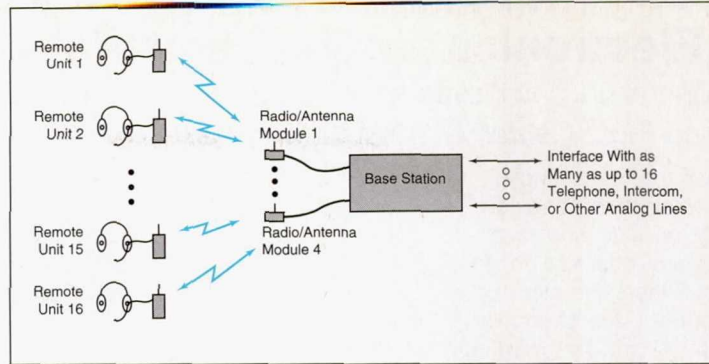 Remote
Unit 1
Remote
Unit 2
Radio/Antenna
Module 1
Base Station
Interface With as
Many as up to 16
Telephone, Intercom,
or Other Analog Lines
Radio/Antenna
Module 4
Remote
Unit 15
Remote
Unit 16